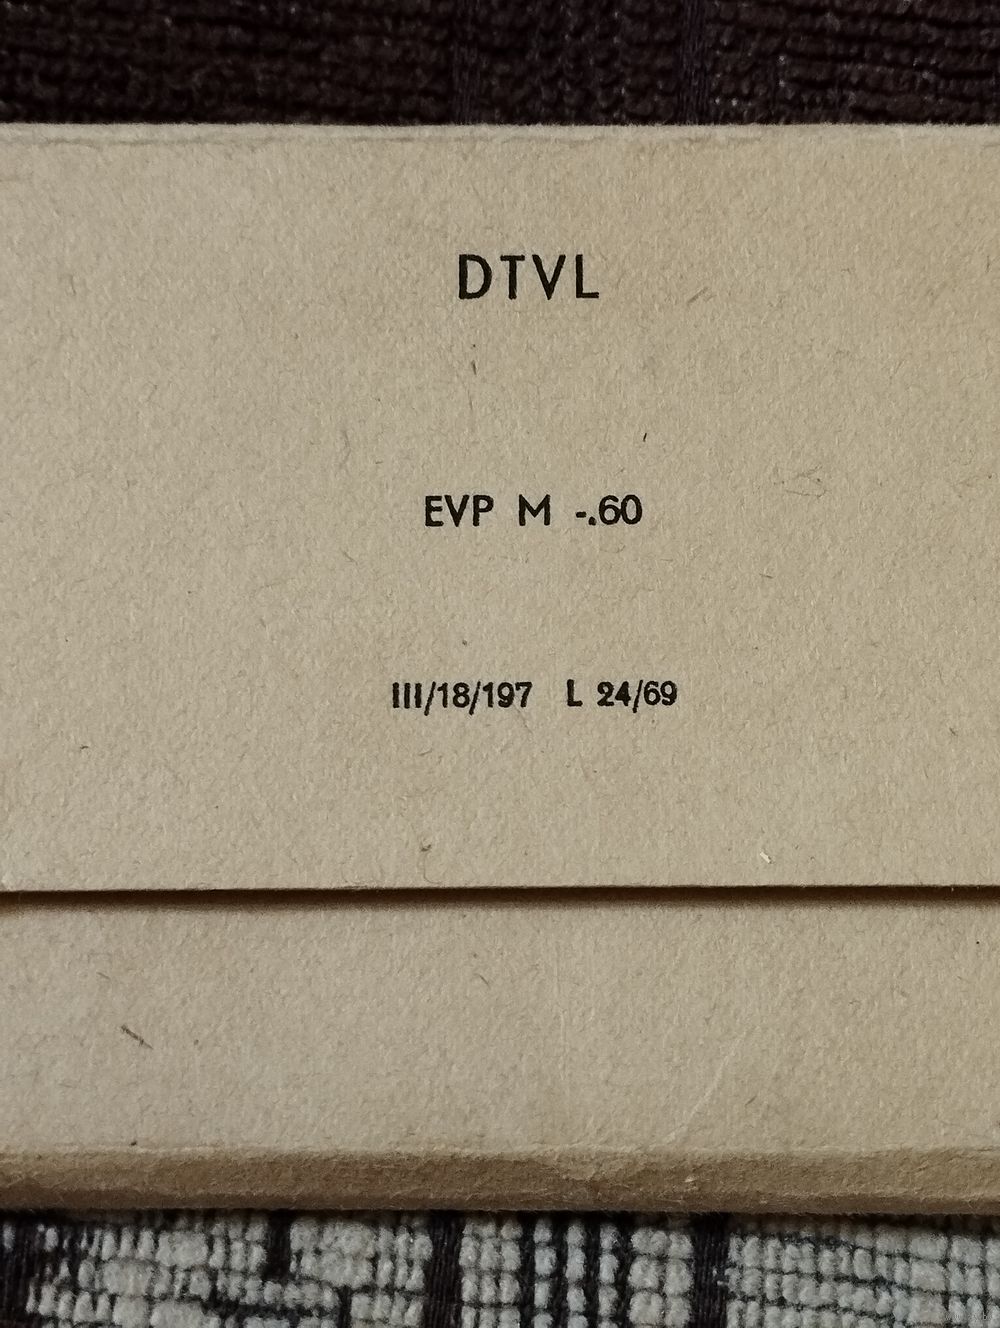 DTVL
EVP M -.60
III/18/197 L 24/69